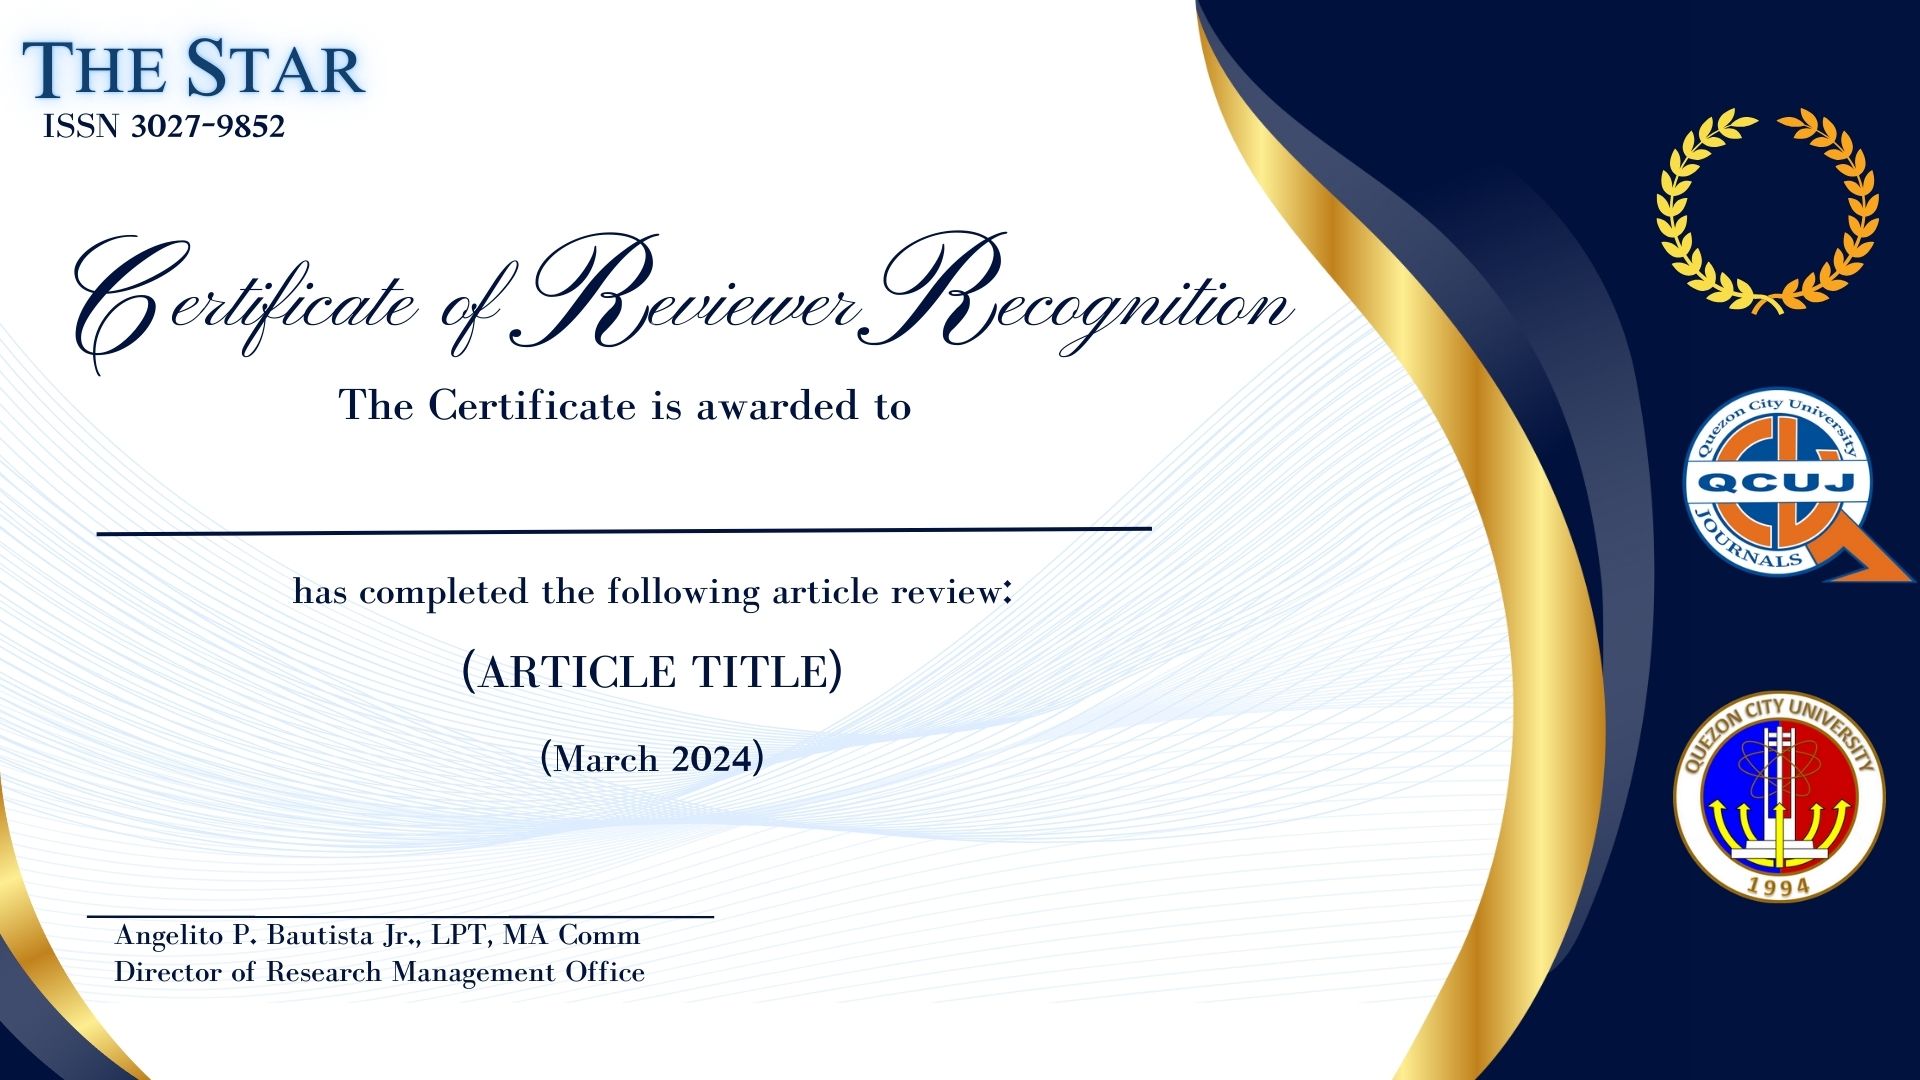 THE STAR
ISSN 3027-9852
Certificate of Reviewer Recognition
The Certificate is awarded to
has completed the following article review:
(ARTICLE TITLE)
(March 2024)
Angelito P. Bautista Jr., LPT, MA Comm
Director of Research Management Office
Quezon City University
QCUJ
JOURNALS
QUEZON CITY UNIVERSITY
1994